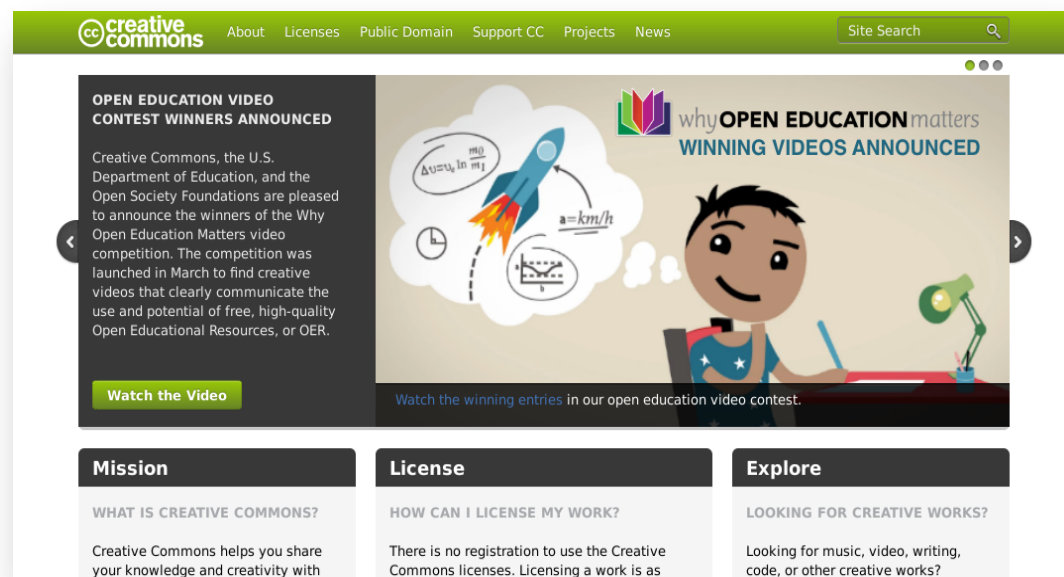 cc creative commons
About Licenses Public Domain Support CC Projects News
Site Search
OPEN EDUCATION VIDEO
CONTEST WINNERS ANNOUNCED
Creative Commons, the U.S.
Department of Education, and the
Open Society Foundations are pleased
to announce the winners of the Why
Open Education Matters video
competition. The competition was
launched in March to find creative
videos that clearly communicate the
use and potential of free, high-quality
Open Educational Resources, or OER.
Watch the Video
why OPEN EDUCATION matters
WINNING VIDEOS ANNOUNCED
Δυ=υₑ ln m₀/m₁
a=km/h
a
b
Watch the winning entries in our open education video contest.
Mission
WHAT IS CREATIVE COMMONS?
Creative Commons helps you share
your knowledge and creativity with
License
HOW CAN I LICENSE MY WORK?
There is no registration to use the Creative
Commons licenses. Licensing a work is as
Explore
LOOKING FOR CREATIVE WORKS?
Looking for music, video, writing,
code, or other creative works?